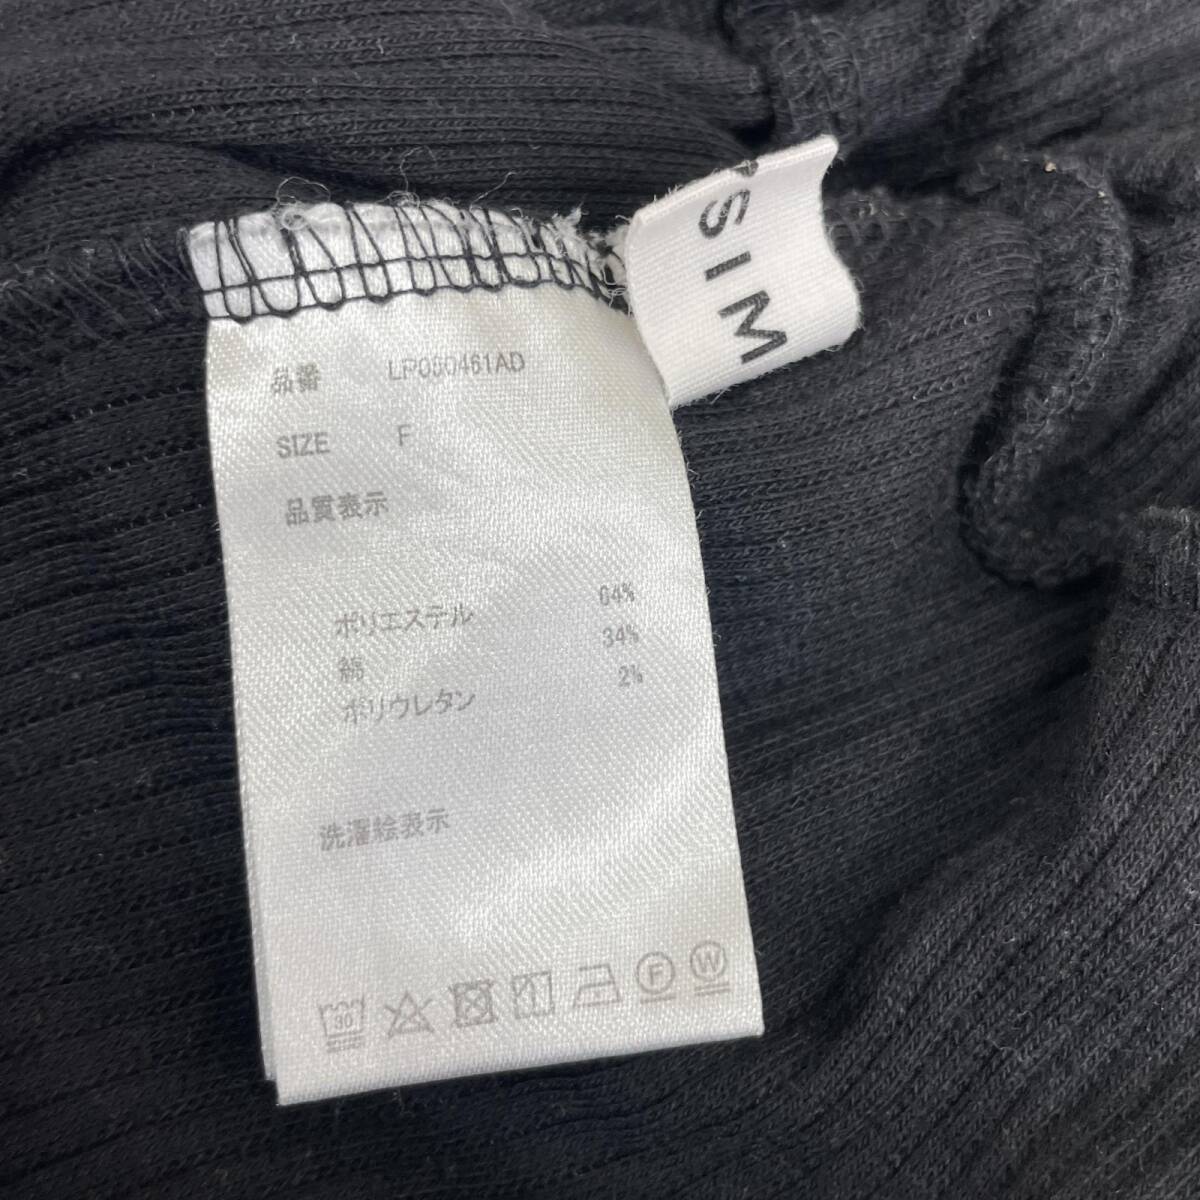 SIM
品番 LP060461AD
SIZE F
品質表示
ポリエステル 64%
綿 34%
ポリウレタン 2%
洗濯絵表示
30 F W